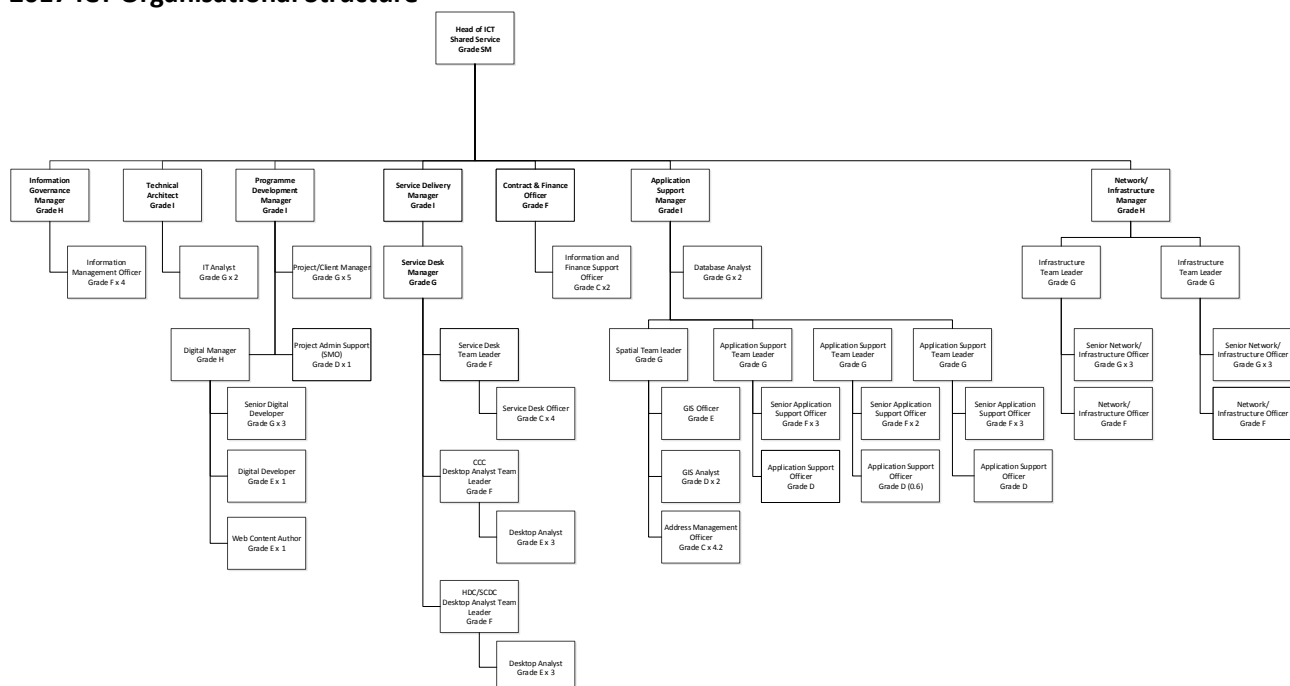 2017 ICT Organisational Structure
Head of ICT
Shared Service
Grade SM
Information
Governance
Manager
Grade H
Technical
Architect
Grade I
Programme
Development
Manager
Grade I
Service Delivery
Manager
Grade I
Contract & Finance
Officer
Grade F
Application
Support
Manager
Grade I
Network/
Infrastructure
Manager
Grade H
Information
Management Officer
Grade F x 4
IT Analyst
Grade G x 2
Project/Client Manager
Grade G x 5
Service Desk
Manager
Grade G
Information and
Finance Support
Officer
Grade C x2
Database Analyst
Grade G x 2
Infrastructure
Team Leader
Grade G
Infrastructure
Team Leader
Grade G
Digital Manager
Grade H
Project Admin Support
(SMO)
Grade D x 1
Service Desk
Team Leader
Grade F
Spatial Team leader
Grade G
Application Support
Team Leader
Grade G
Application Support
Team Leader
Grade G
Application Support
Team Leader
Grade G
Senior Network/
Infrastructure Officer
Grade G x 3
Senior Network/
Infrastructure Officer
Grade G x 3
Senior Digital
Developer
Grade G x 3
Service Desk Officer
Grade C x 4
GIS Officer
Grade E
Senior Application
Support Officer
Grade F x 3
Senior Application
Support Officer
Grade F x 2
Senior Application
Support Officer
Grade F x 3
Network/
Infrastructure Officer
Grade F
Network/
Infrastructure Officer
Grade F
Digital Developer
Grade E x 1
CCC
Desktop Analyst Team
Leader
Grade F
GIS Analyst
Grade D x 2
Application Support
Officer
Grade D
Application Support
Officer
Grade D (0.6)
Application Support
Officer
Grade D
Web Content Author
Grade E x 1
Desktop Analyst
Grade E x 3
Address Management
Officer
Grade C x 4.2
HDC/SCDC
Desktop Analyst Team
Leader
Grade F
Desktop Analyst
Grade E x 3